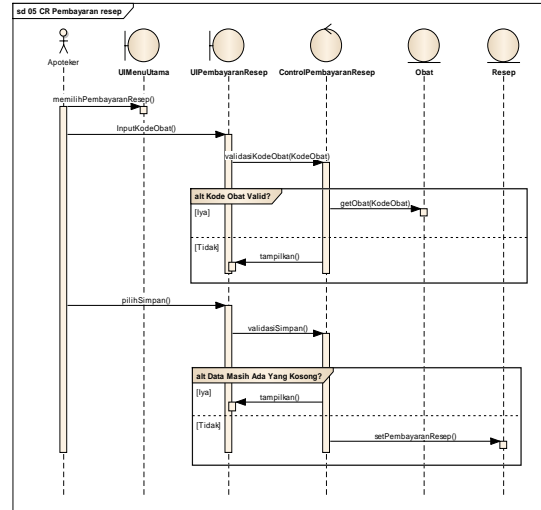 sd 05 CR Pembayaran resep
Apoteker
UIMenuUtama
UIPembayaranResep
ControlPembayaranResep
Obat
Resep
memilihPembayaranResep()
InputKodeObat()
validasiKodeObat(KodeObat)
alt Kode Obat Valid?
[Iya]
getObat(KodeObat)
[Tidak]
tampilkan()
pilihSimpan()
validasiSimpan()
alt Data Masih Ada Yang Kosong?
[Iya]
tampilkan()
[Tidak]
setPembayaranResep()